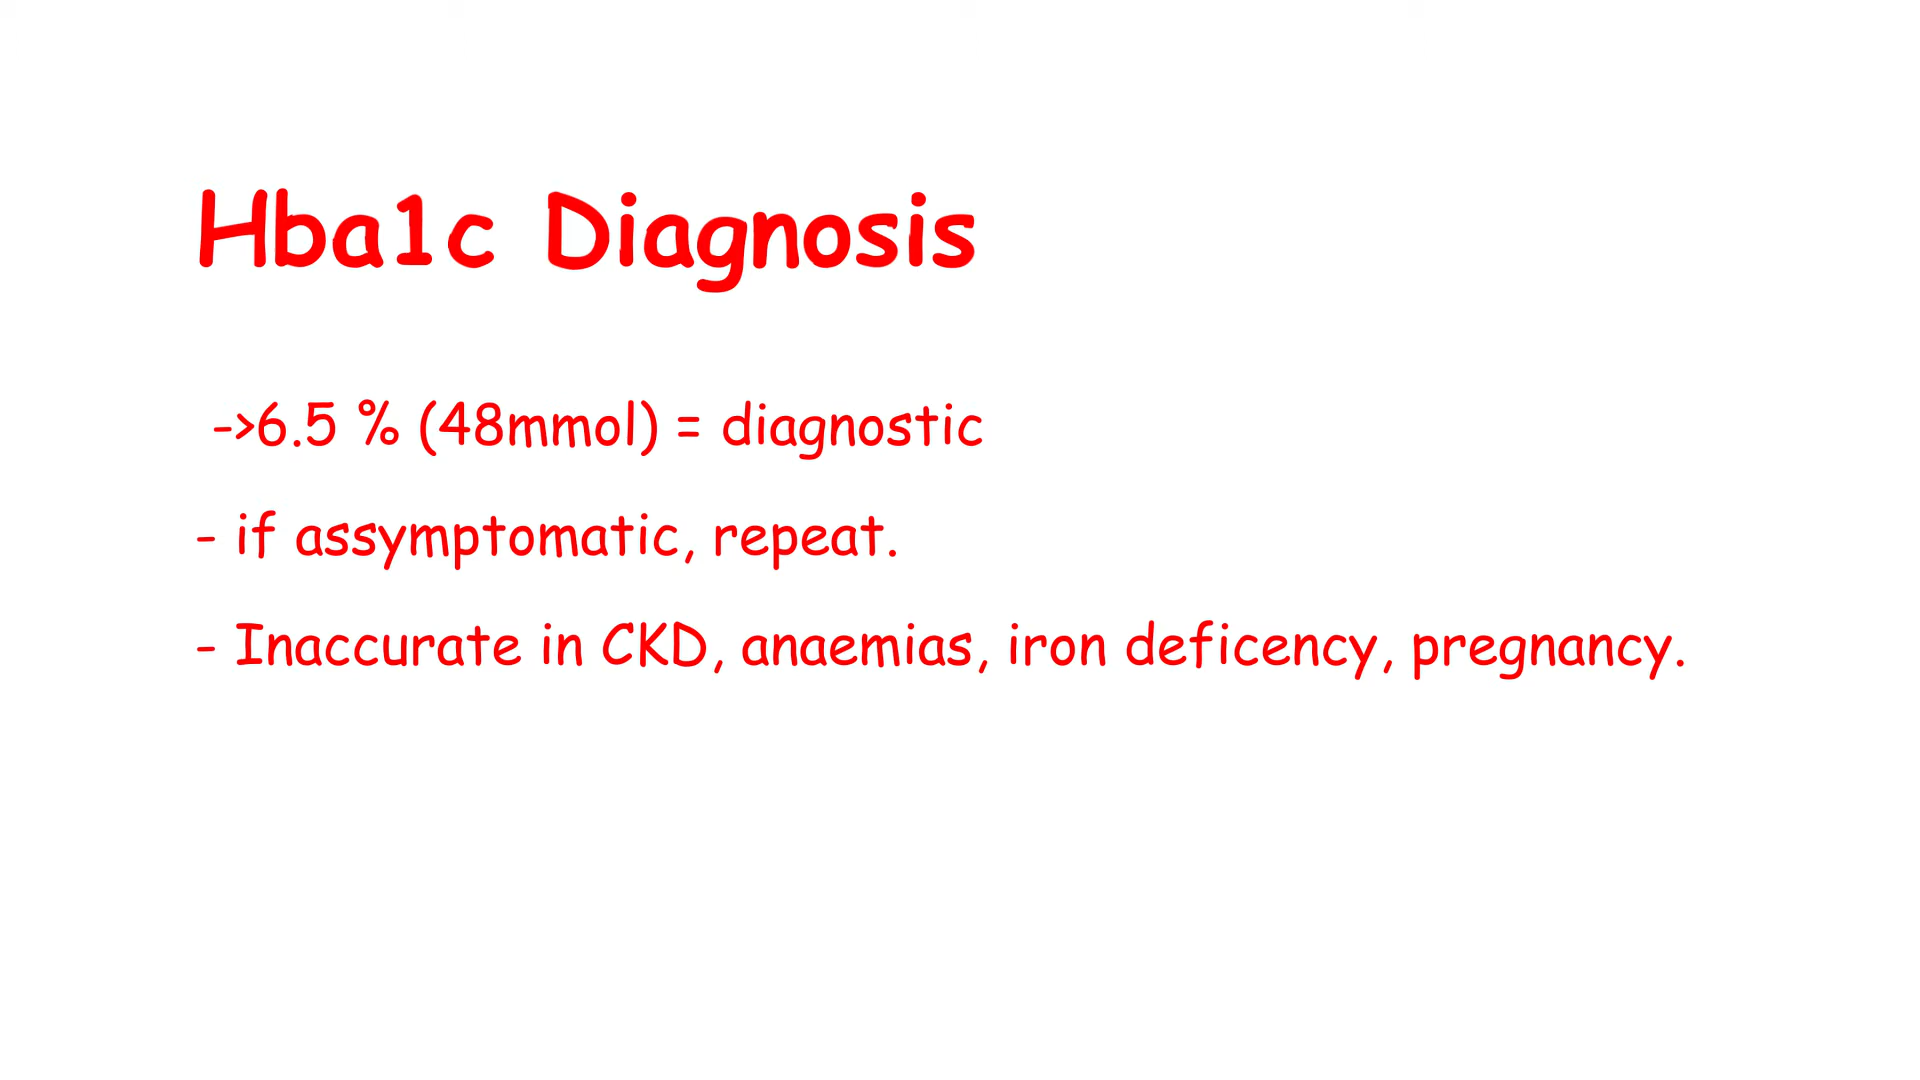 Hba1c Diagnosis
->6.5 % (48mmol) = diagnostic
- if assymptomatic, repeat.
- Inaccurate in CKD, anaemias, iron deficency, pregnancy.